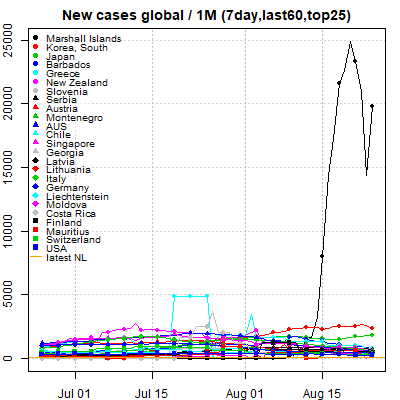 New cases global / 1M (7day,last60,top25)
25000
20000
15000
10000
5000
0
Marshall Islands
Korea, South
Japan
Barbados
Greece
New Zealand
Slovenia
Serbia
Austria
Montenegro
AUS
Chile
Singapore
Georgia
Latvia
Lithuania
Italy
Germany
Liechtenstein
Moldova
Costa Rica
Finland
Mauritius
Switzerland
USA
latest NL
Jul 01
Jul 15
Aug 01
Aug 15